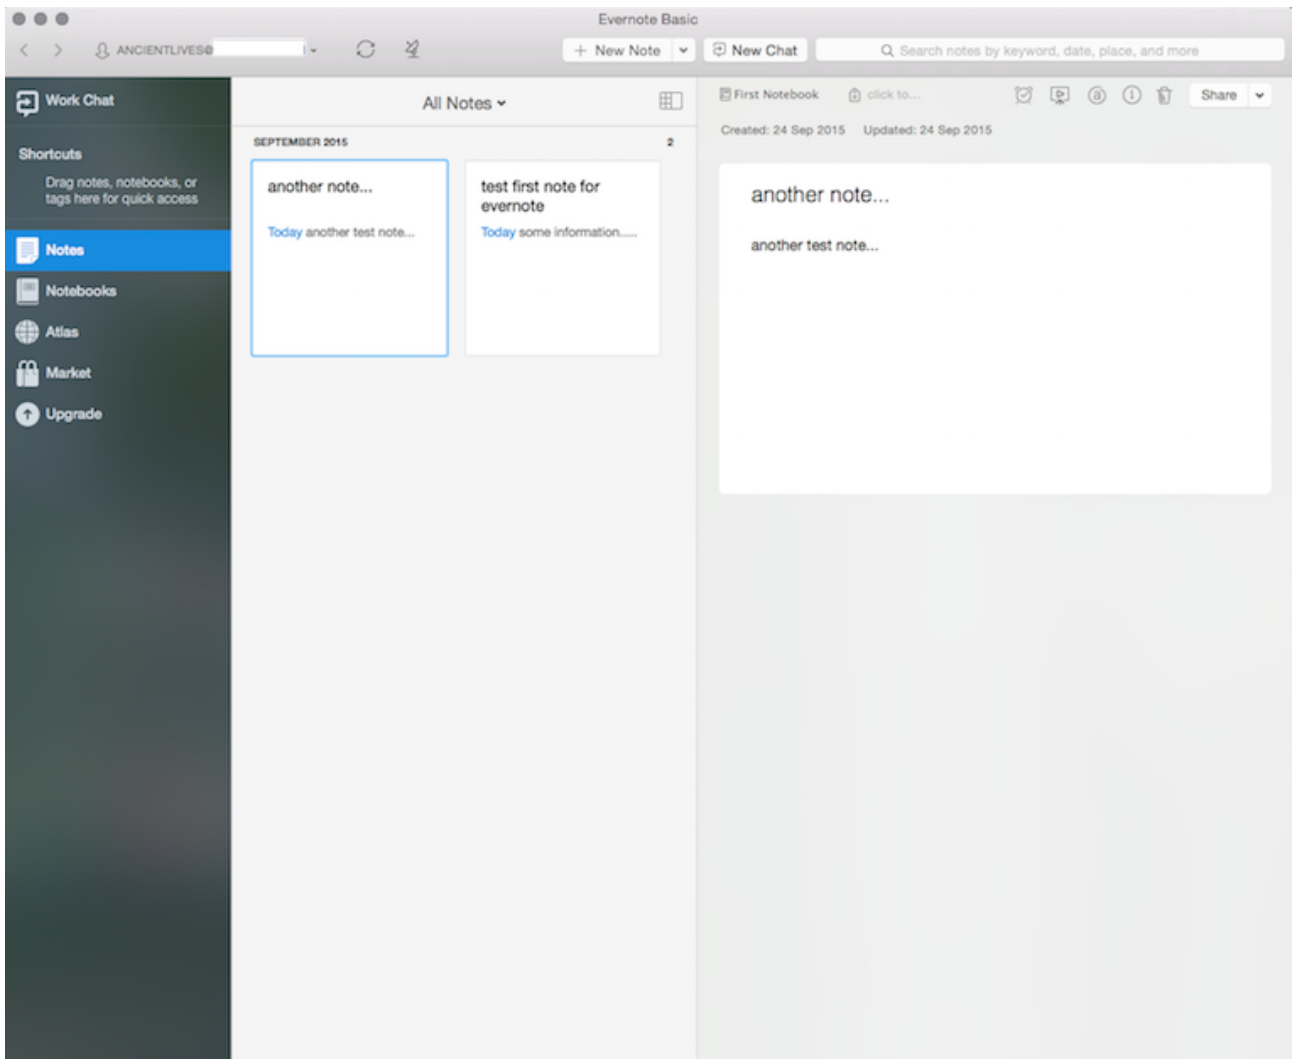 Evernote Basic
ANCIENTLIVES@
+ New Note
New Chat
Search notes by keyword, date, place, and more
Work Chat
Shortcuts
Drag notes, notebooks, or
tags here for quick access
Notes
Notebooks
Atlas
Market
Upgrade
All Notes
SEPTEMBER 2015 2
another note...
Today another test note...
test first note for
evernote
Today some information.....
First Notebook click to... Share
Created: 24 Sep 2015 Updated: 24 Sep 2015
another note...
another test note...